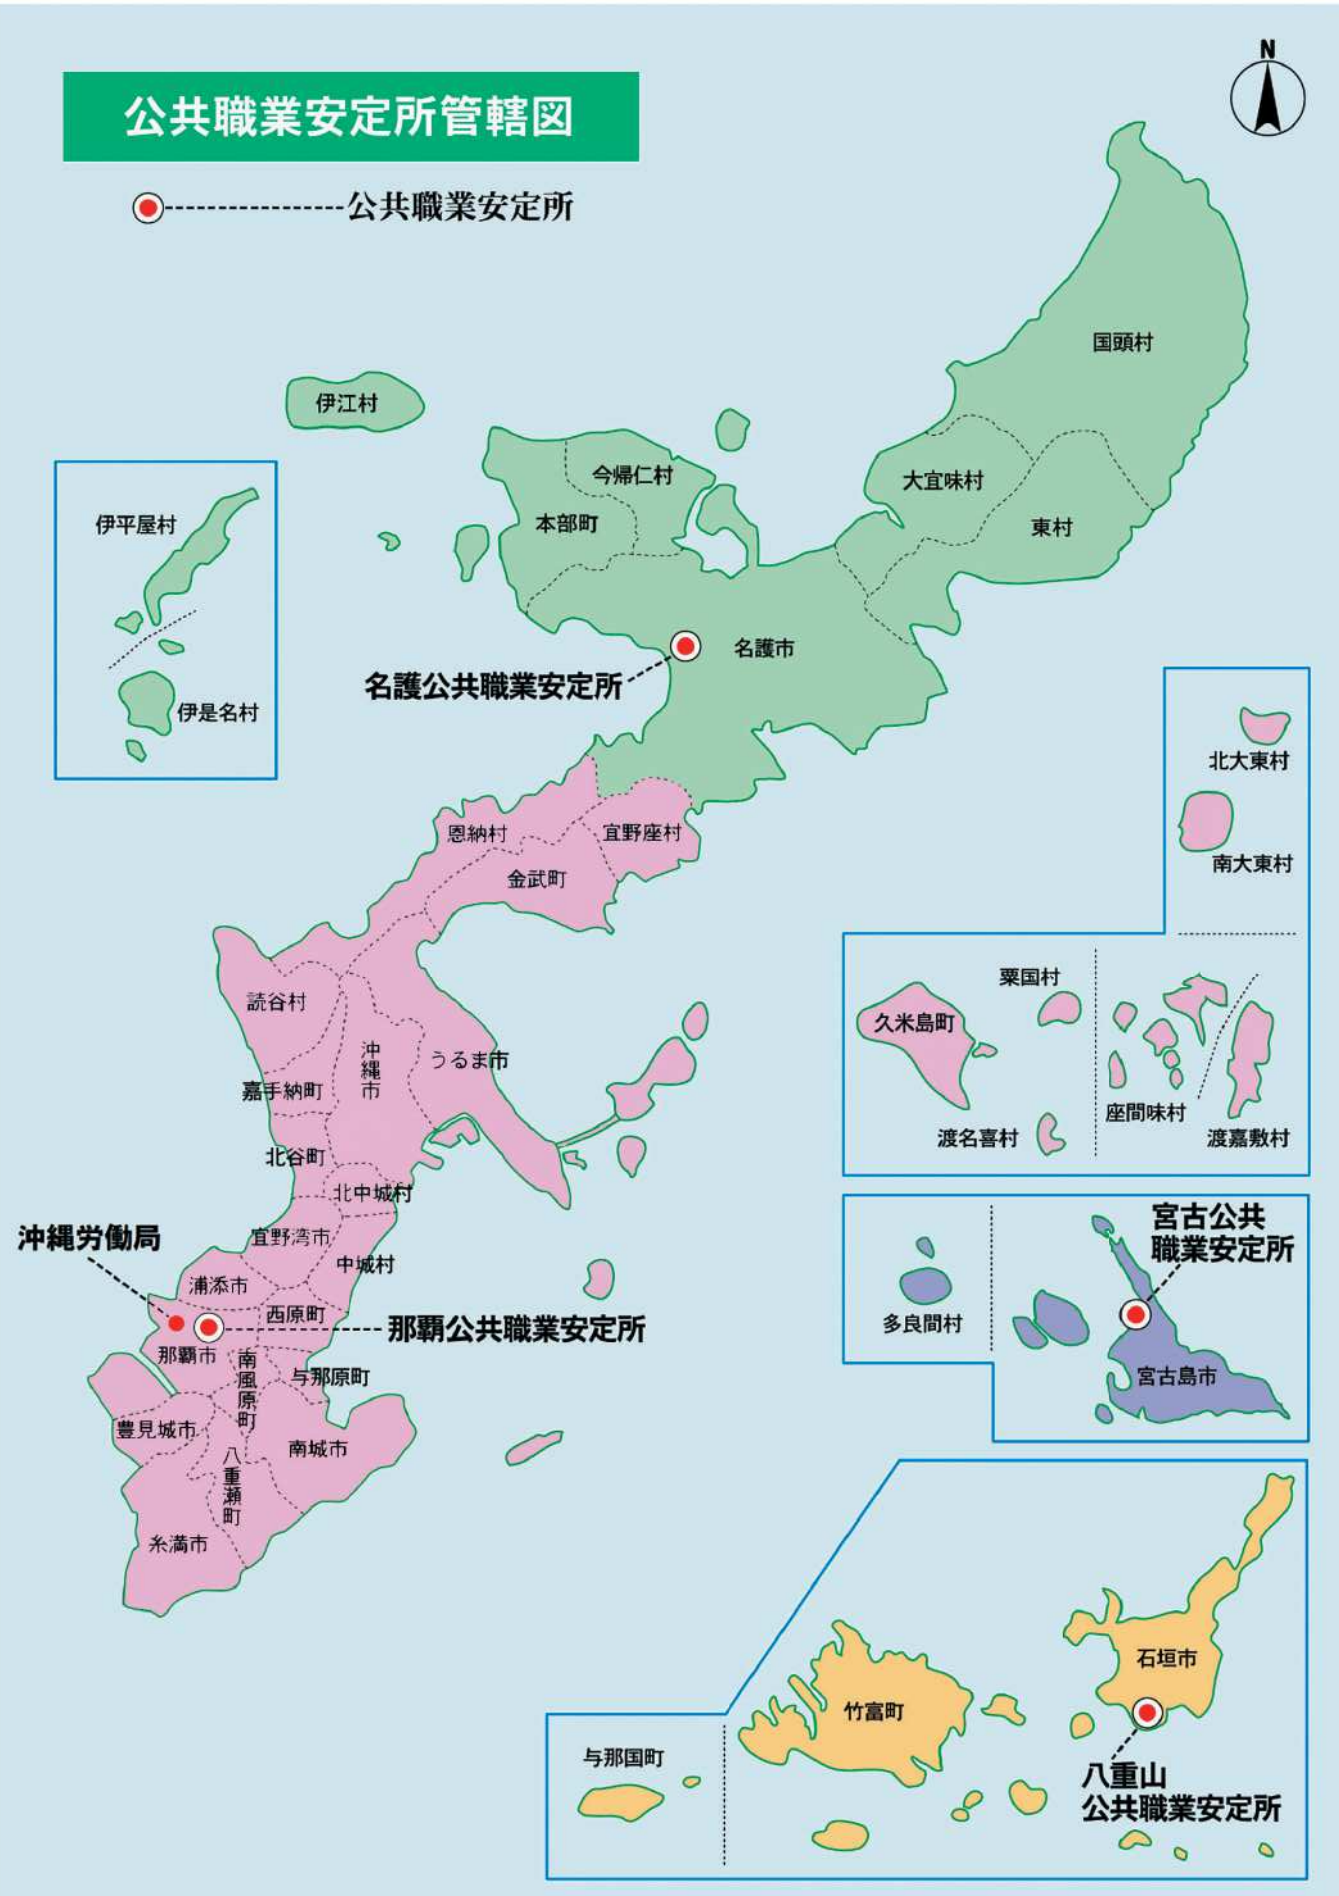 N
公共職業安定所管轄図
公共職業安定所
国頭村
伊江村
今帰仁村
大宜味村
本部町
東村
伊平屋村
名護市
名護公共職業安定所
伊是名村
北大東村
恩納村
宜野座村
南大東村
金武町
粟国村
読谷村
久米島町
沖縄市
うるま市
嘉手納町
座間味村
渡名喜村
渡嘉敷村
北谷町
北中城村
宮古公共
職業安定所
沖縄労働局
宜野湾市
中城村
浦添市
西原町
多良間村
那覇公共職業安定所
那覇市
南風原町
与那原町
宮古島市
豊見城市
南城市
八重瀬町
糸満市
石垣市
竹富町
与那国町
八重山
公共職業安定所